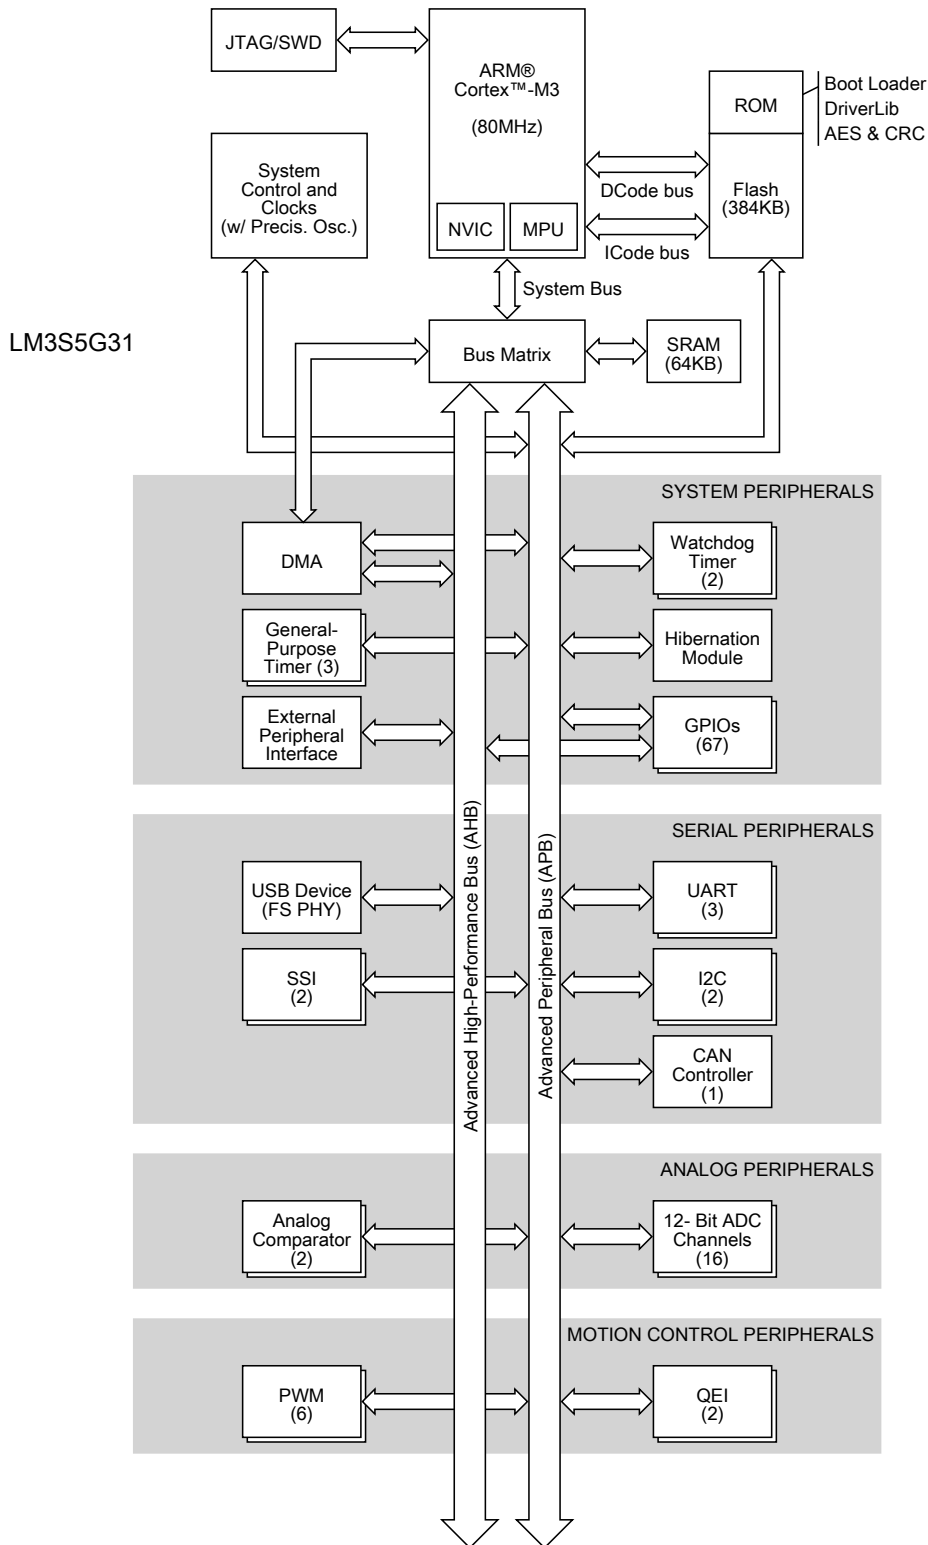 JTAG/SWD
ARM®
Cortex™-M3
(80MHz)
NVIC
MPU
ROM
Boot Loader
DriverLib
AES & CRC
Flash
(384KB)
DCode bus
ICode bus
System
Control and
Clocks
(w/ Precis. Osc.)
System Bus
LM3S5G31
Bus Matrix
SRAM
(64KB)
SYSTEM PERIPHERALS
DMA
Watchdog
Timer
(2)
General-
Purpose
Timer (3)
Hibernation
Module
External
Peripheral
Interface
GPIOs
(67)
Advanced High-Performance Bus (AHB)
Advanced Peripheral Bus (APB)
SERIAL PERIPHERALS
USB Device
(FS PHY)
UART
(3)
SSI
(2)
I2C
(2)
CAN
Controller
(1)
ANALOG PERIPHERALS
Analog
Comparator
(2)
12- Bit ADC
Channels
(16)
MOTION CONTROL PERIPHERALS
PWM
(6)
QEI
(2)